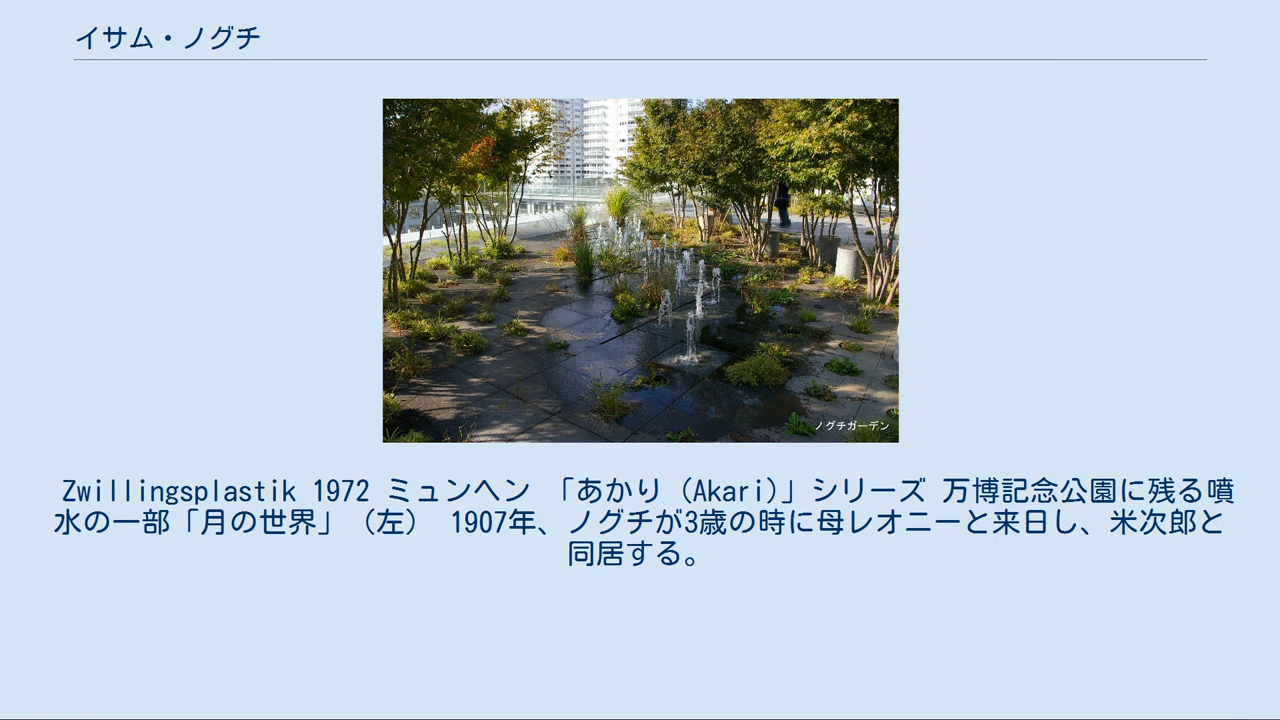 イサム・ノグチ
ノグチガーデン
Zwillingsplastik 1972 ミュンヘン 「あかり（Akari)」シリーズ 万博記念公園に残る噴
水の一部「月の世界」（左） 1907年、ノグチが3歳の時に母レオニーと来日し、米次郎と
同居する。